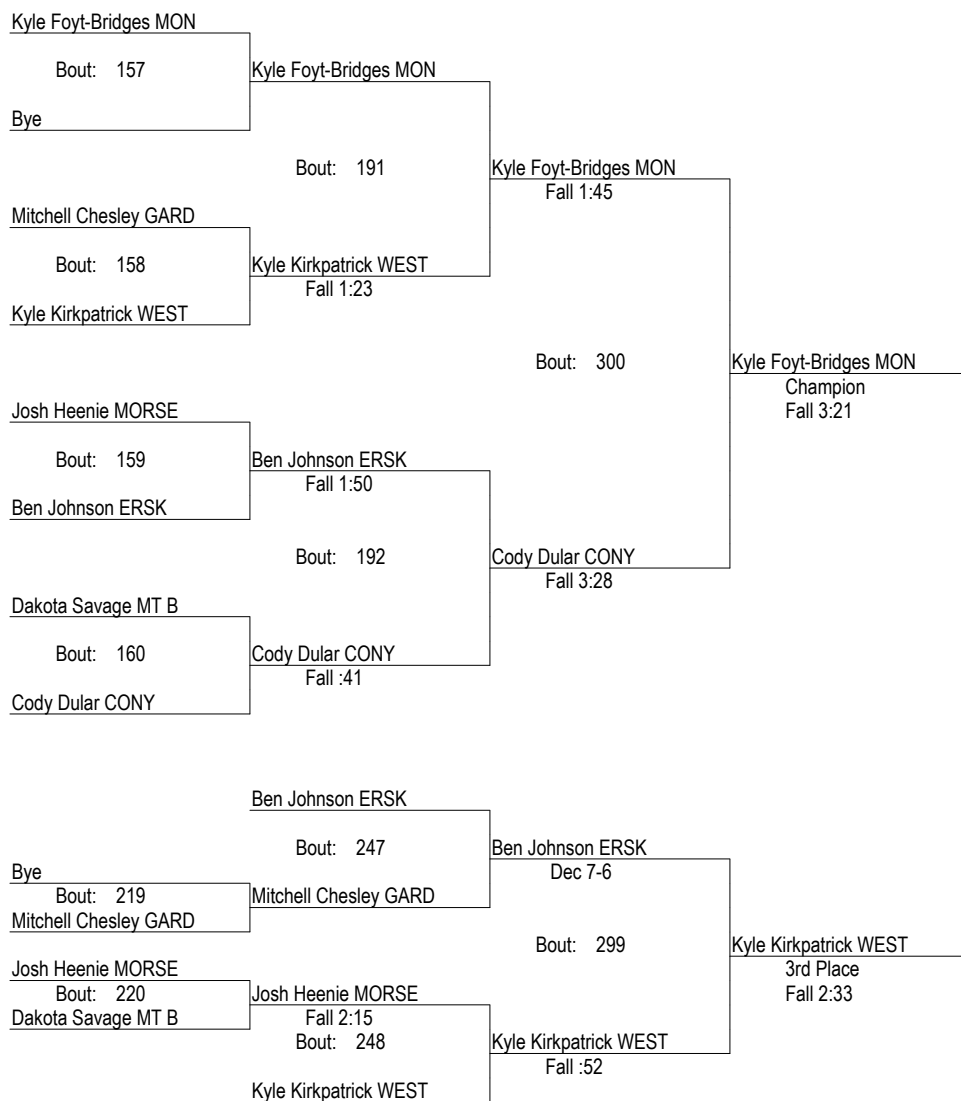 Kyle Foyt-Bridges MON
Bout: 157
Kyle Foyt-Bridges MON
Bye
Bout: 191
Kyle Foyt-Bridges MON
Fall 1:45
Mitchell Chesley GARD
Bout: 158
Kyle Kirkpatrick WEST
Fall 1:23
Kyle Kirkpatrick WEST
Bout: 300
Kyle Foyt-Bridges MON
Champion
Fall 3:21
Josh Heenie MORSE
Bout: 159
Ben Johnson ERSK
Fall 1:50
Ben Johnson ERSK
Bout: 192
Cody Dular CONY
Fall 3:28
Dakota Savage MT B
Bout: 160
Cody Dular CONY
Fall :41
Cody Dular CONY
Ben Johnson ERSK
Bout: 247
Ben Johnson ERSK
Dec 7-6
Bye
Bout: 219
Mitchell Chesley GARD
Mitchell Chesley GARD
Bout: 299
Kyle Kirkpatrick WEST
3rd Place
Fall 2:33
Josh Heenie MORSE
Bout: 220
Josh Heenie MORSE
Dakota Savage MT B
Fall 2:15
Bout: 248
Kyle Kirkpatrick WEST
Fall :52
Kyle Kirkpatrick WEST